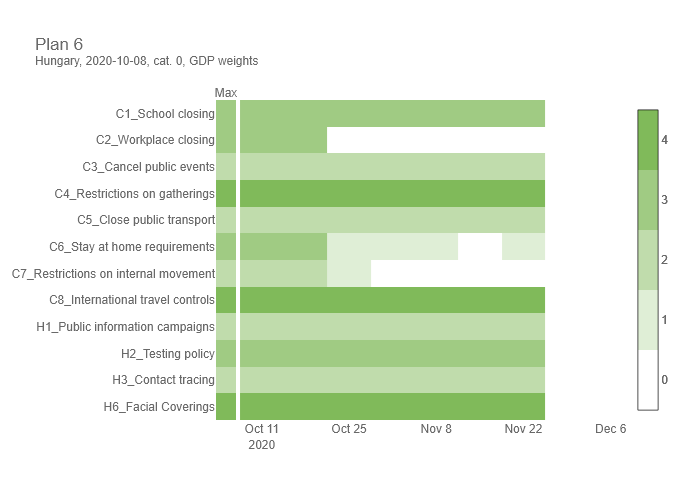 Plan 6
Hungary, 2020-10-08, cat. 0, GDP weights
Max
C1_School closing
C2_Workplace closing
C3_Cancel public events
C4_Restrictions on gatherings
C5_Close public transport
C6_Stay at home requirements
C7_Restrictions on internal movement
C8_International travel controls
H1_Public information campaigns
H2_Testing policy
H3_Contact tracing
H6_Facial Coverings
Oct 11 Oct 25 Nov 8 Nov 22 Dec 6
2020
4
3
2
1
0